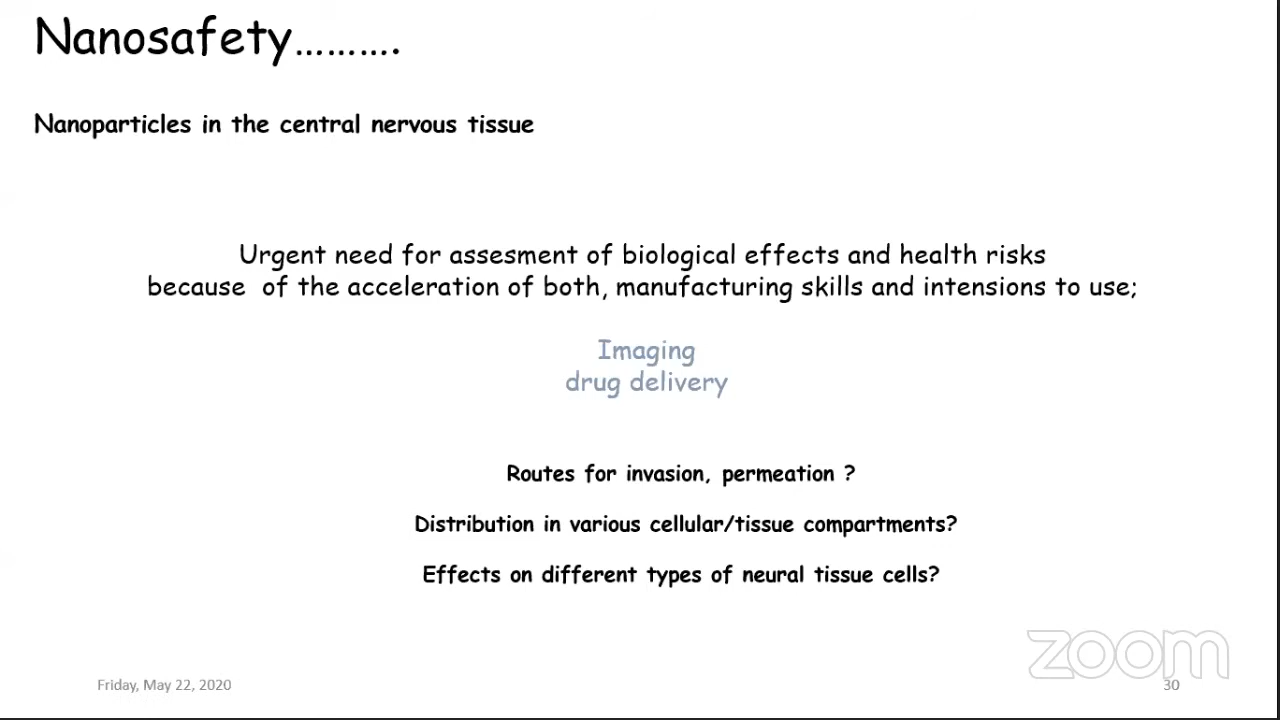 Nanosafety……….
Nanoparticles in the central nervous tissue
Urgent need for assesment of biological effects and health risks
because of the acceleration of both, manufacturing skills and intensions to use;
Imaging
drug delivery
Routes for invasion, permeation ?
Distribution in various cellular/tissue compartments?
Effects on different types of neural tissue cells?
zoom
Friday, May 22, 2020
30